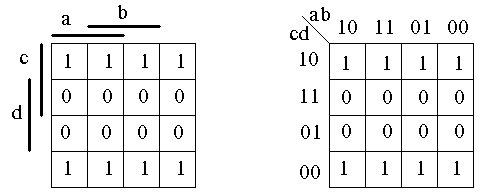 a b
ab
cd 10 11 01 00
c 1 1 1 1 10 1 1 1 1
0 0 0 0 11 0 0 0 0
d 0 0 0 0 01 0 0 0 0
1 1 1 1 00 1 1 1 1